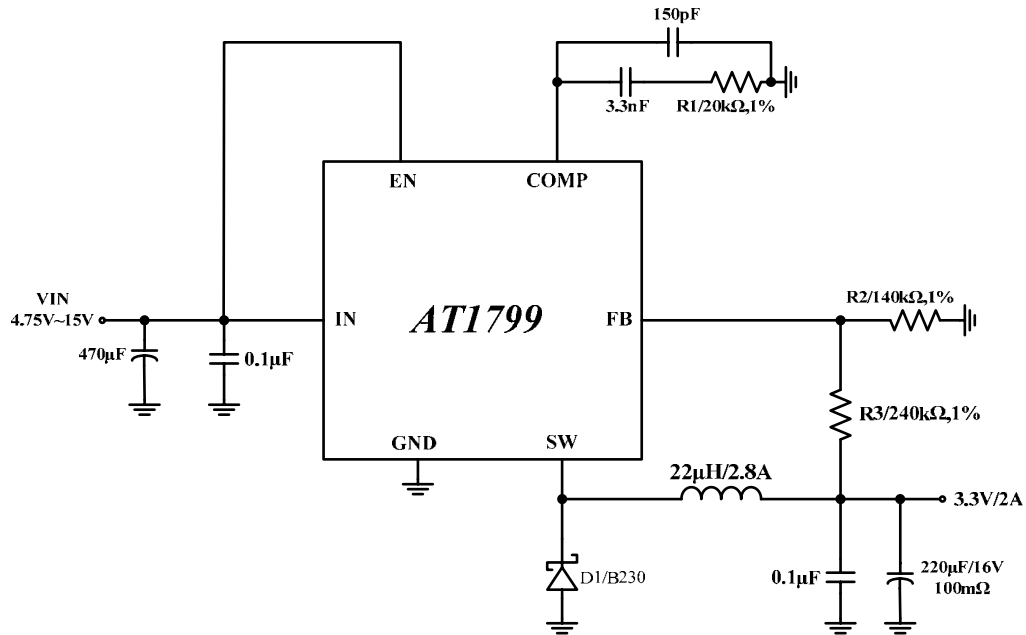 150pF
3.3nF
R1/20kΩ,1%
EN
COMP
VIN
4.75V~15V
IN
AT1799
FB
R2/140kΩ,1%
470µF
0.1µF
R3/240kΩ,1%
GND
SW
22µH/2.8A
3.3V/2A
D1/B230
0.1µF
220µF/16V
100mΩ